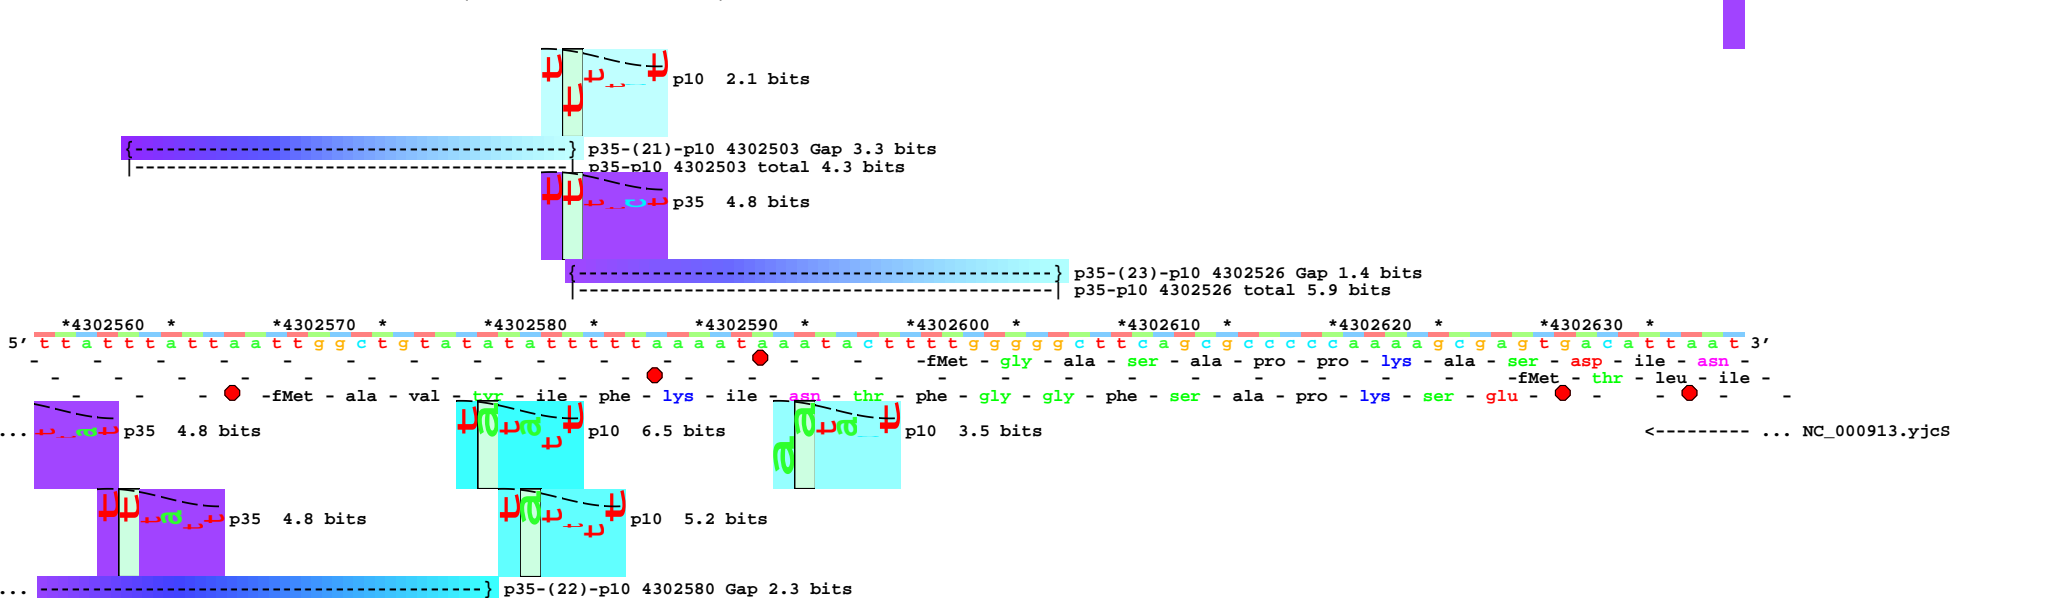 p10 2.1 bits
{---------------------} p35-(21)-p10 4302503 Gap 3.3 bits
|---------------------| p35-p10 4302503 total 4.3 bits
p35 4.8 bits
{-----------------------} p35-(23)-p10 4302526 Gap 1.4 bits
|-----------------------| p35-p10 4302526 total 5.9 bits
*4302560 * *4302570 * *4302580 * *4302590 * *4302600 * *4302610 * *4302620 * *4302630 *
5′ t t a t t t a t t a a t t g g c t g t a t a t a t t t t t a a a a t a a a t a c t t t t g g g g g c t t c a g c g c c c c c a a a a g c g a g t g a c a t t a a t 3′
-fMet - gly - ala - ser - ala - pro - pro - lys - ala - ser - asp - ile - asn -
-fMet - thr - leu - ile -
-fMet - ala - val - tyr - ile - phe - lys - ile - asn - thr - phe - gly - gly - phe - ser - ala - pro - lys - ser - glu -
... p35 4.8 bits p10 6.5 bits p10 3.5 bits <--------- ... NC_000913.yjcS
p35 4.8 bits p10 5.2 bits
... ----------------------} p35-(22)-p10 4302580 Gap 2.3 bits